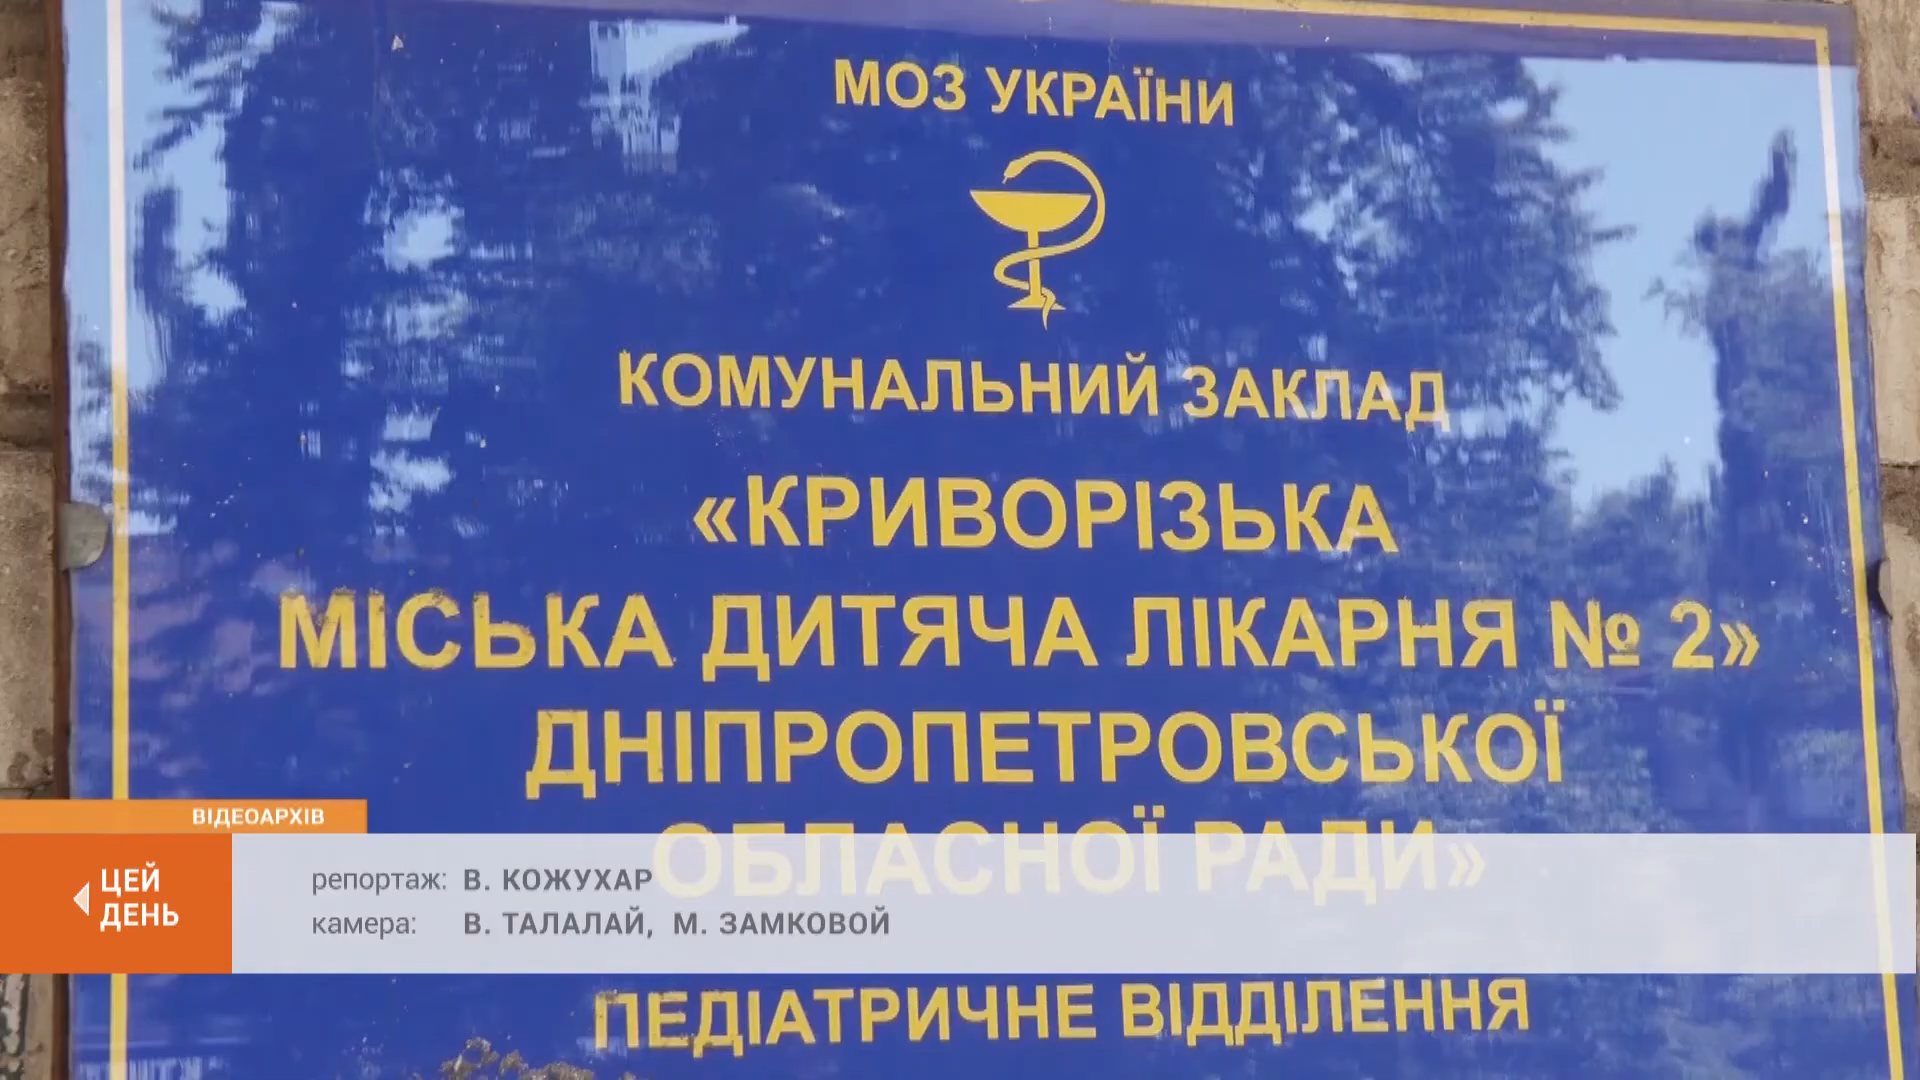 МОЗ УКРАЇНИ
КОМУНАЛЬНИЙ ЗАКЛАД
«КРИВОРІЗЬКА
МІСЬКА ДИТЯЧА ЛІКАРНЯ № 2»
ДНІПРОПЕТРОВСЬКОЇ
ОБЛАСНОЇ РАДИ»
ВІДЕОАРХІВ
ЦЕЙ
ДЕНЬ
репортаж: В. КОЖУХАР
камера: В. ТАЛАЛАЙ, М. ЗАМКОВОЙ
ПЕДІАТРИЧНЕ ВІДДІЛЕННЯ